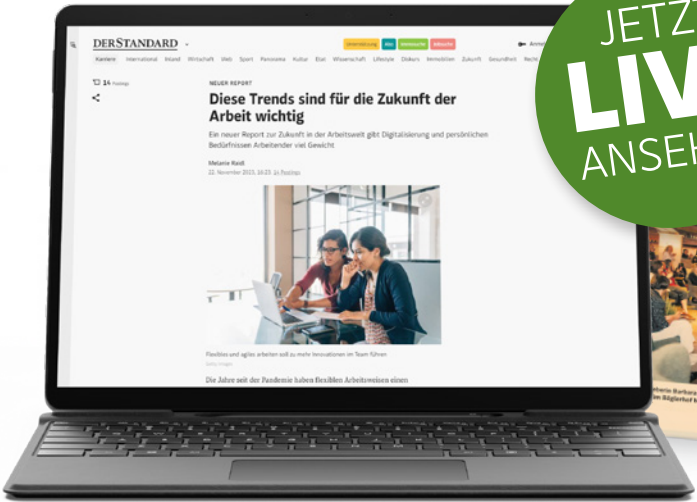 DERSTANDARD
Unterstützung Abo Immosuche Jobsuche
Karriere International Inland Wirtschaft Web Sport Panorama Kultur Etat Wissenschaft Lifestyle Diskurs Immobilien Zukunft Gesundheit Recht
14 Postings
NEUER REPORT
Diese Trends sind für die Zukunft der
Arbeit wichtig
Ein neuer Report zur Zukunft in der Arbeitswelt gibt Digitalisierung und persönlichen
Bedürfnissen Arbeitender viel Gewicht
Melanie Raidl
22. November 2023, 14 Postings
Flexibles und agiles arbeiten soll zu mehr Innovationen im Team führen
Die Jahre seit der Pandemie haben flexiblen Arbeitsweisen einen
JETZ
LIV
ANSEH